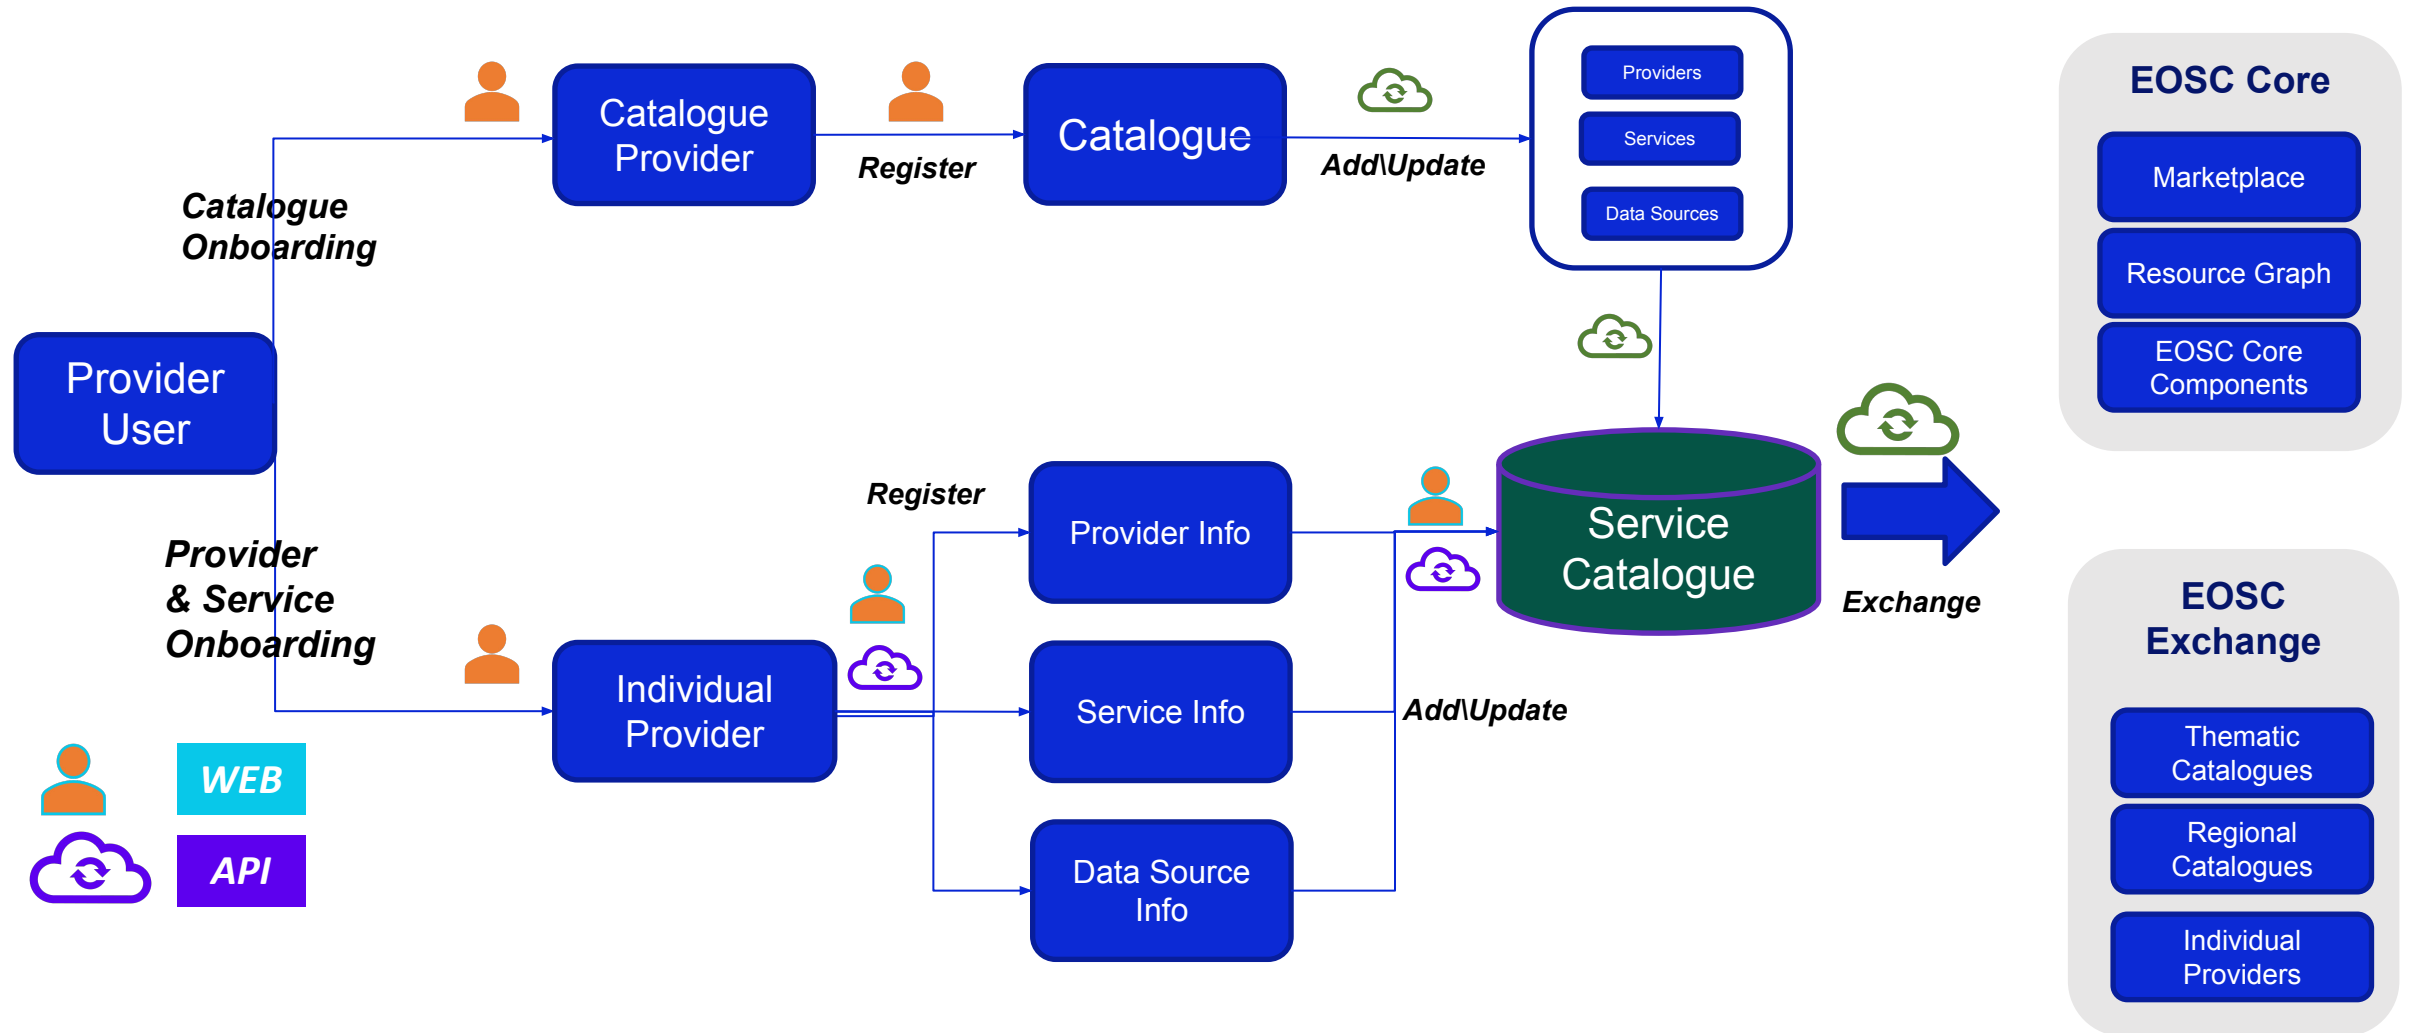 Catalogue
Provider
Register
Catalogue
Add\Update
Providers
Services
Data Sources
Catalogue
Onboarding
Provider
User
Provider
& Service
Onboarding
Individual
Provider
Register
Provider Info
Service Info
Data Source
Info
Add\Update
Service
Catalogue
Exchange
WEB
API
EOSC Core
Marketplace
Resource Graph
EOSC Core
Components
EOSC
Exchange
Thematic
Catalogues
Regional
Catalogues
Individual
Providers